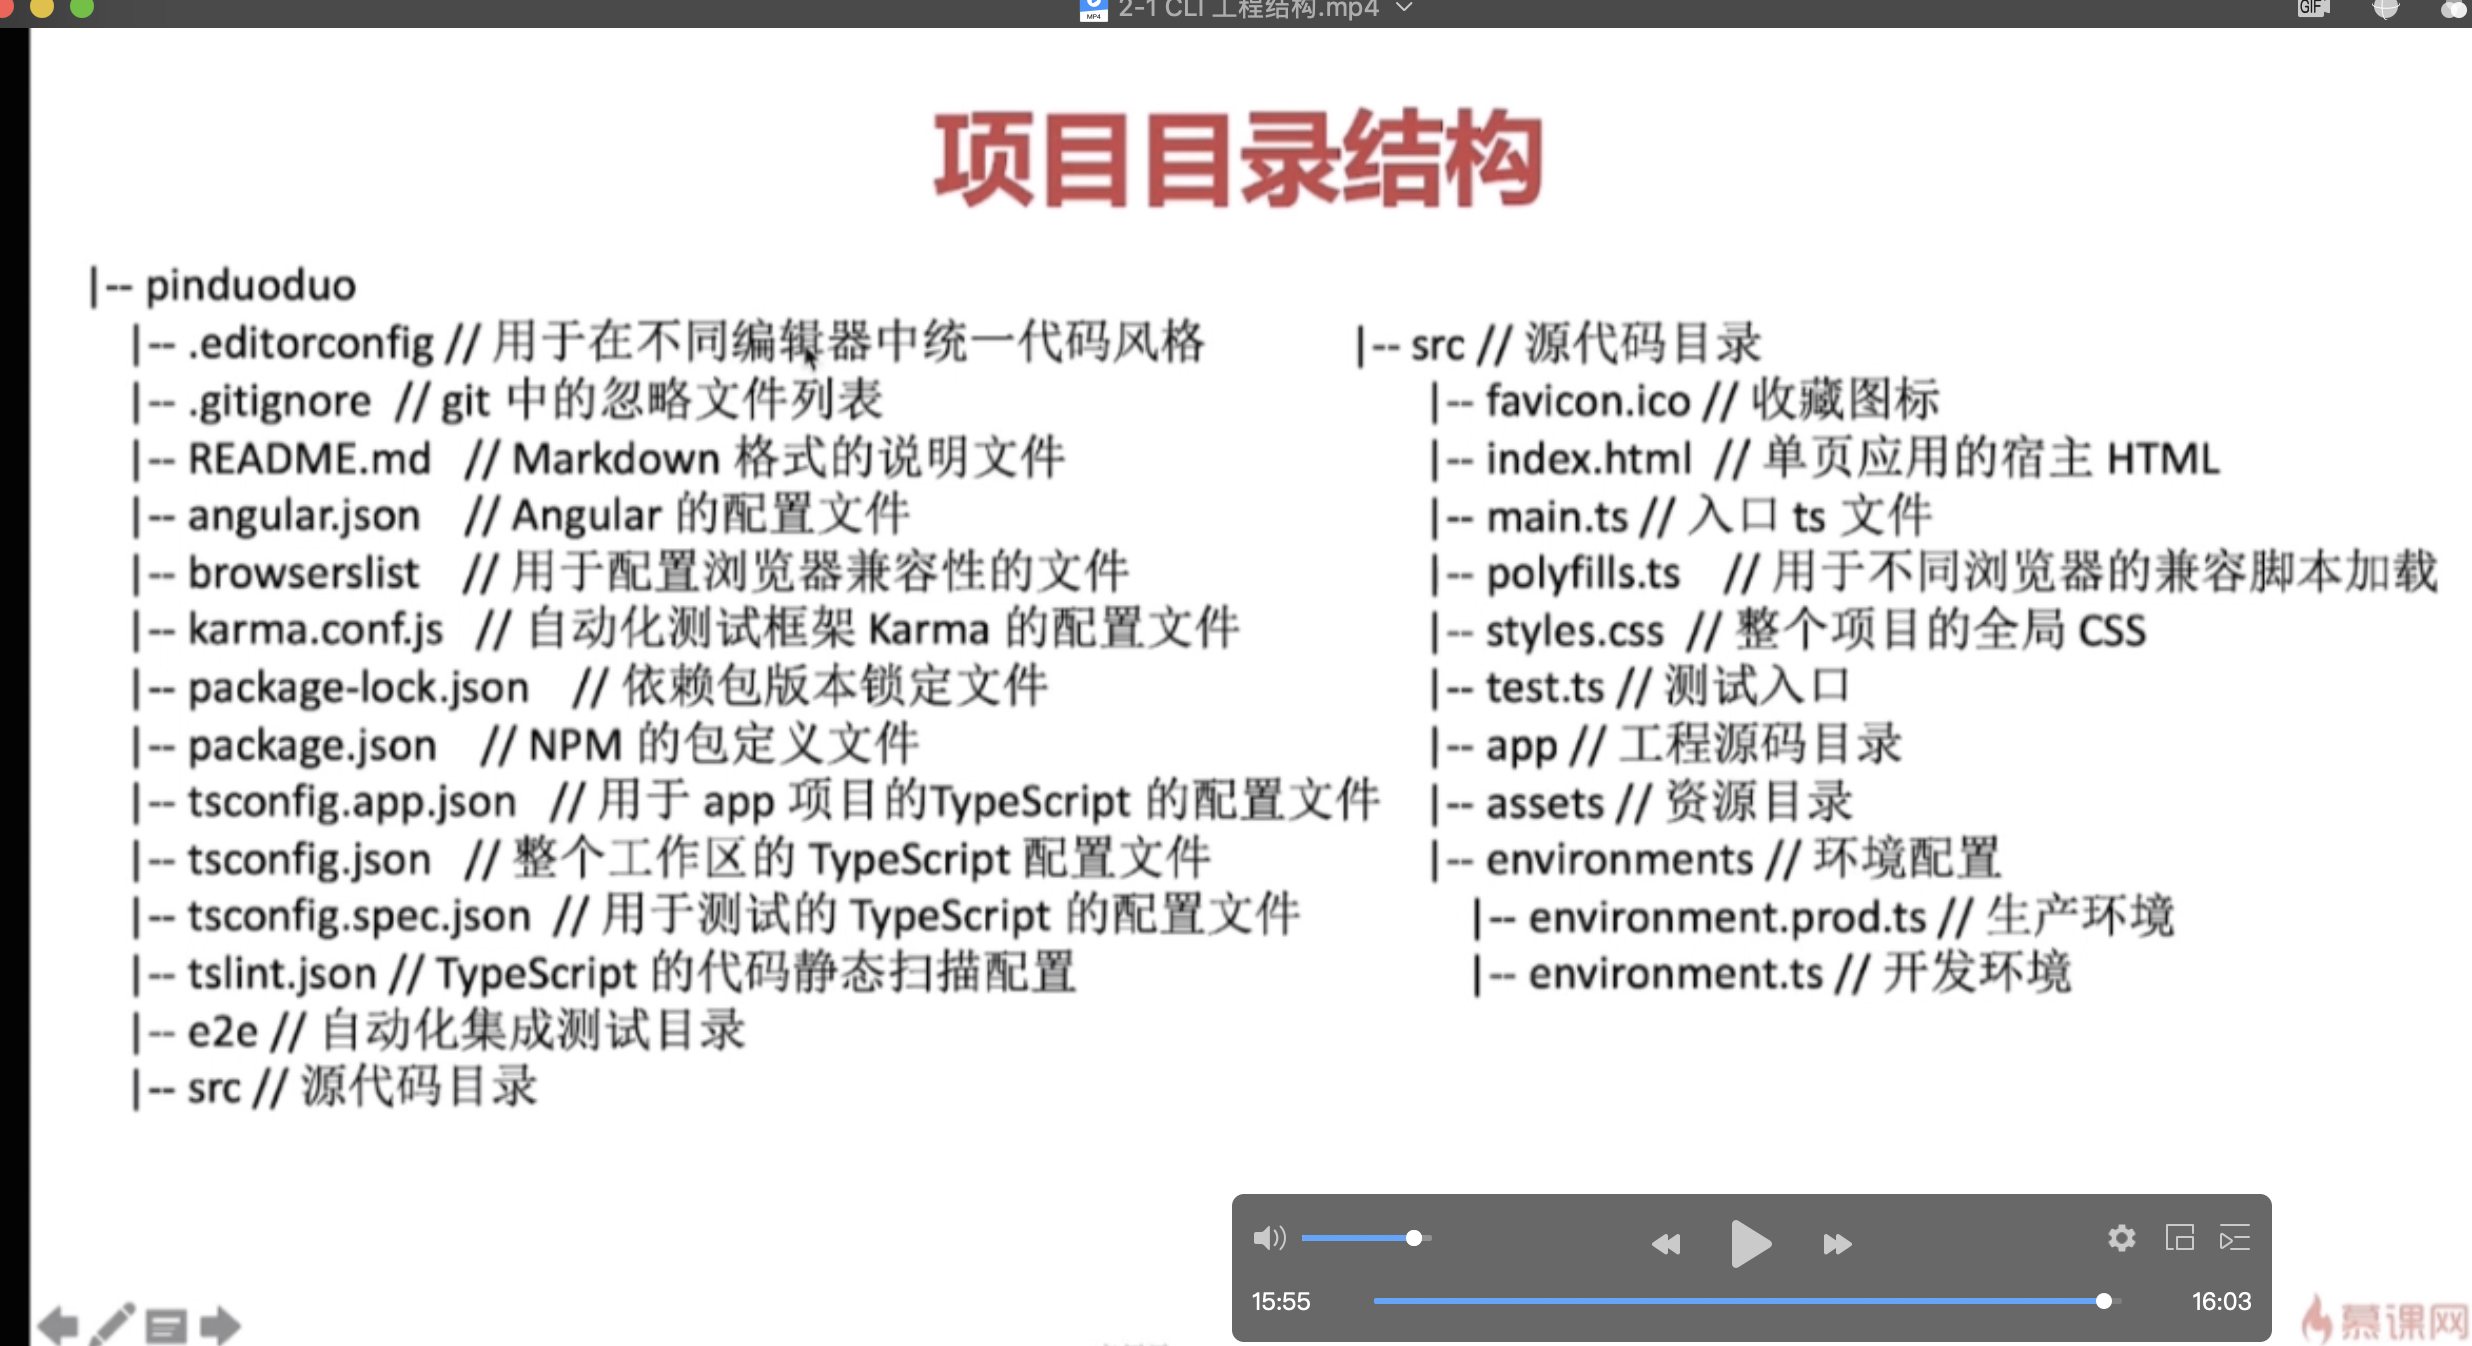 2-1 CLI 工程结构.mp4
GIF
项目目录结构
|-- pinduoduo
|-- .editorconfig // 用于在不同编辑器中统一代码风格
|-- .gitignore // git 中的忽略文件列表
|-- README.md // Markdown 格式的说明文件
|-- angular.json // Angular 的配置文件
|-- browserslist // 用于配置浏览器兼容性的文件
|-- karma.conf.js // 自动化测试框架 Karma 的配置文件
|-- package-lock.json // 依赖包版本锁定文件
|-- package.json // NPM 的包定义文件
|-- tsconfig.app.json // 用于 app 项目的TypeScript 的配置文件
|-- tsconfig.json // 整个工作区的 TypeScript 配置文件
|-- tsconfig.spec.json // 用于测试的 TypeScript 的配置文件
|-- tslint.json // TypeScript 的代码静态扫描配置
|-- e2e // 自动化集成测试目录
|-- src // 源代码目录
|-- src // 源代码目录
|-- favicon.ico // 收藏图标
|-- index.html // 单页应用的宿主 HTML
|-- main.ts // 入口 ts 文件
|-- polyfills.ts // 用于不同浏览器的兼容脚本加载
|-- styles.css // 整个项目的全局 CSS
|-- test.ts // 测试入口
|-- app // 工程源码目录
|-- assets // 资源目录
|-- environments // 环境配置
|-- environment.prod.ts // 生产环境
|-- environment.ts // 开发环境
15:55
16:03
慕课网